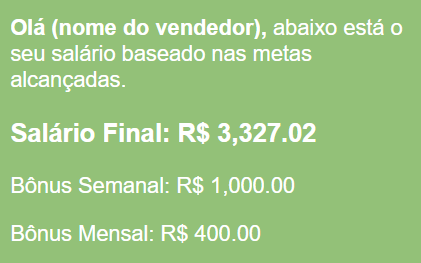 Olá (nome do vendedor), abaixo está o
seu salário baseado nas metas
alcançadas.
Salário Final: R$ 3,327.02
Bônus Semanal: R$ 1,000.00
Bônus Mensal: R$ 400.00